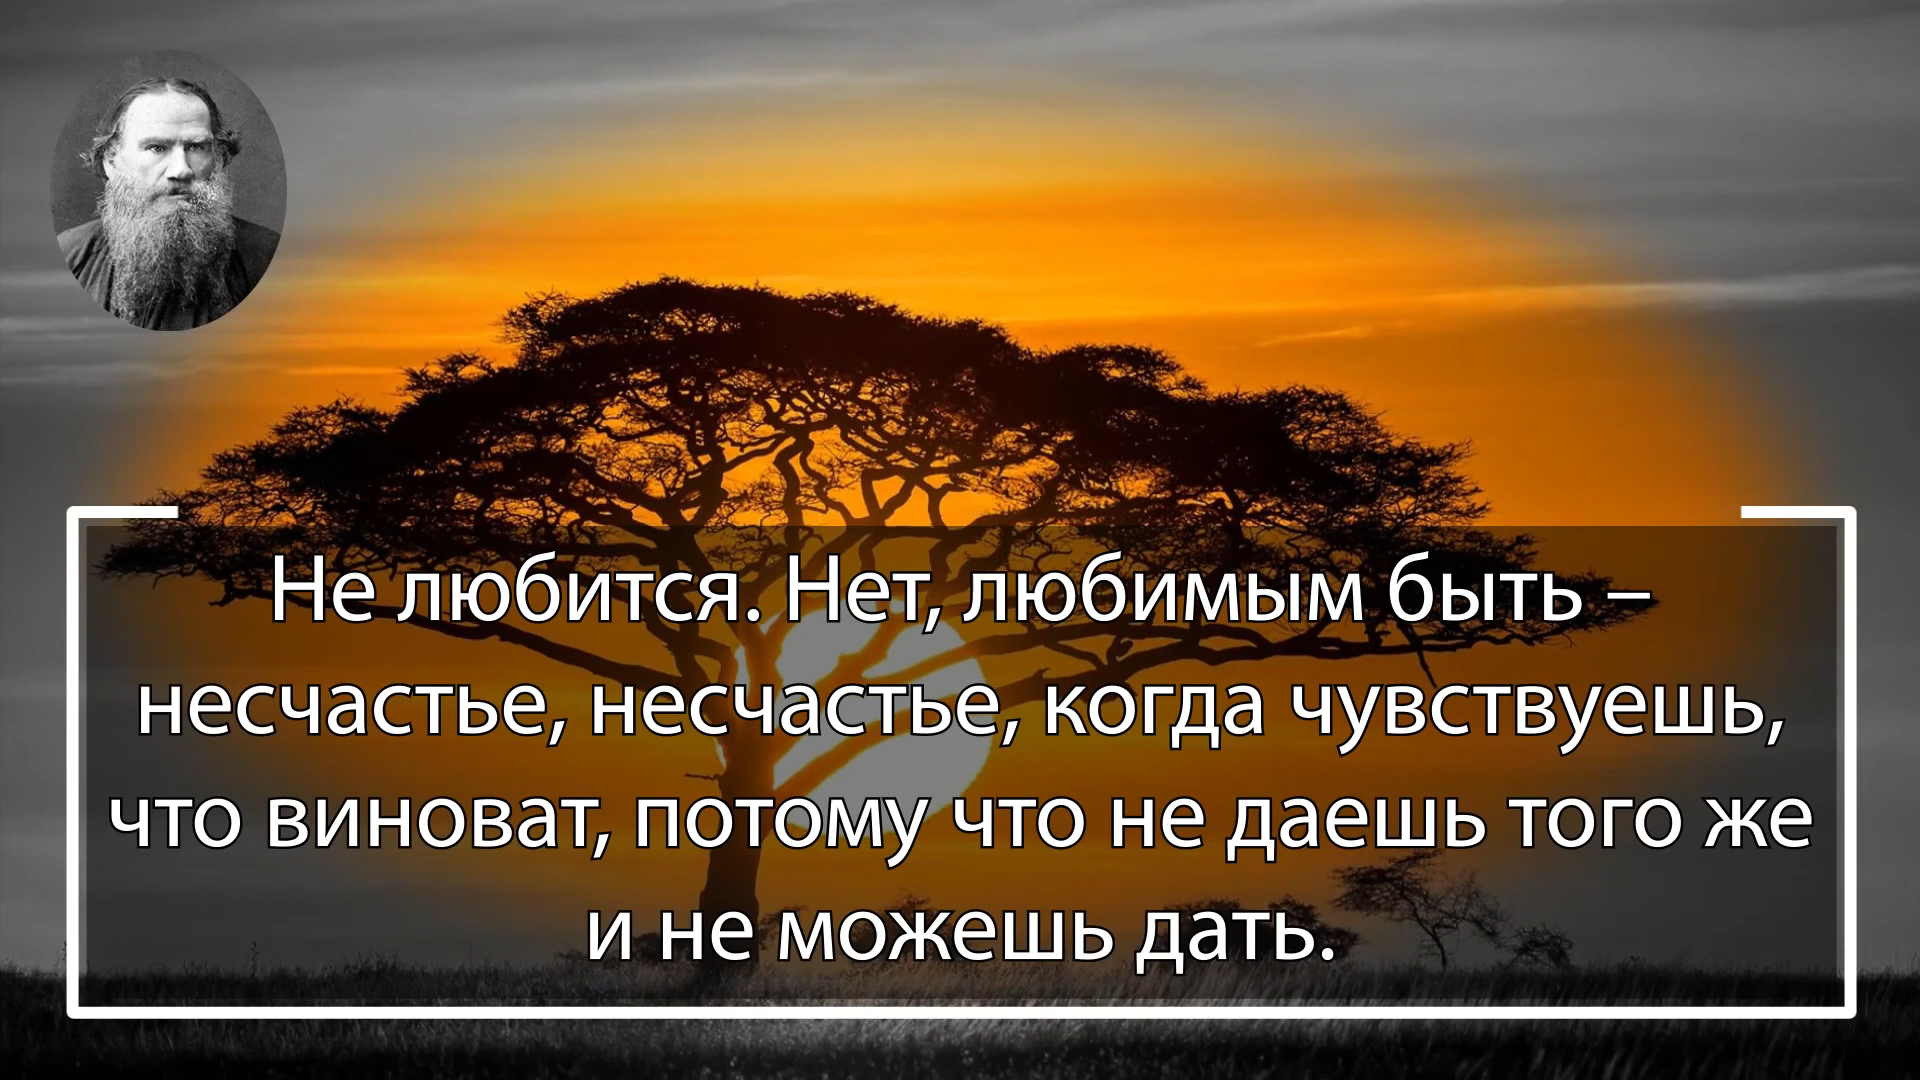 Не любится. Нет, любимым быть –
несчастье, несчастье, когда чувствуешь,
что виноват, потому что не даешь того же
и не можешь дать.